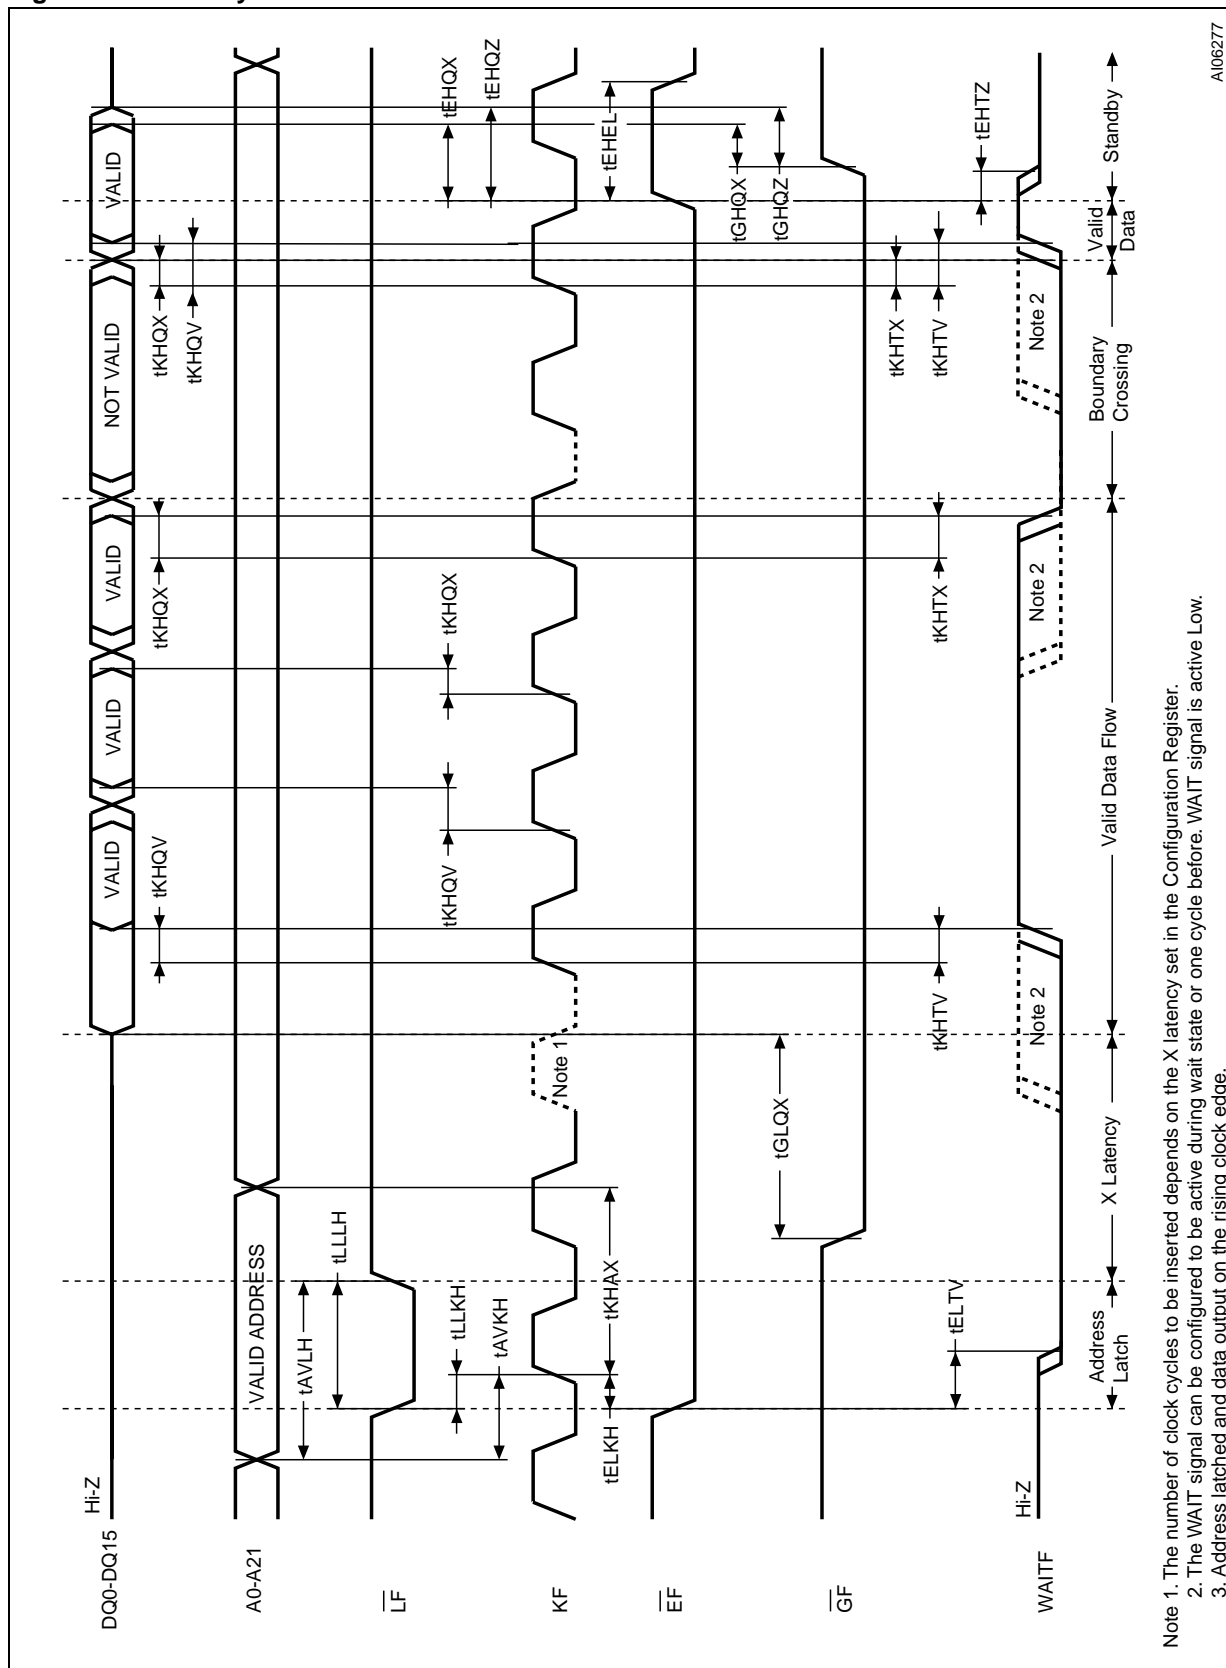 DQ0-DQ15
Hi-Z
VALID
VALID
VALID
NOT VALID
VALID
A0-A21
VALID ADDRESS
tKHQV
tKHQX
tKHQX
tKHQV
LF
tAVLH
tLLLH
tLLKH
tAVKH
tKHQV
tKHQX
tEHQX
tEHQZ
KF
Note 1
tELKH
tKHAX
tEHEL
EF
GF
tGLQX
tGHQX
tGHQZ
tELTV
tKHTV
tKHTX
tKHTX
tKHTV
tEHTZ
WAITF
Hi-Z
Note 2
Note 2
Note 2
Address
Latch
X Latency
Valid Data Flow
Boundary
Crossing
Valid
Data
Standby
Note 1. The number of clock cycles to be inserted depends on the X latency set in the Configuration Register.
2. The WAIT signal can be configured to be active during wait state or one cycle before. WAIT signal is active Low.
3. Address latched and data output on the rising clock edge.
AI06277